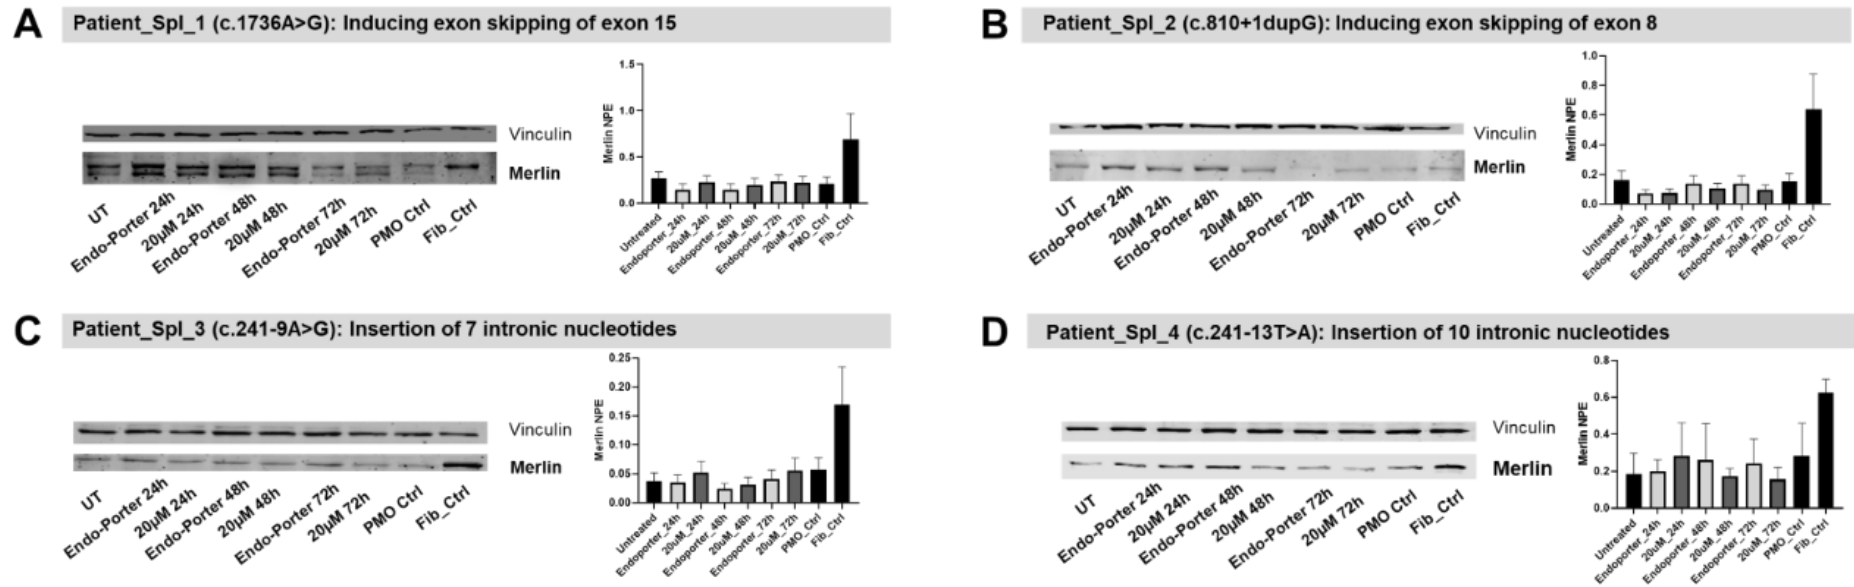 A
Patient_Spl_1 (c.1736A>G): Inducing exon skipping of exon 15
Vinculin
Merlin
UT
Endo-Porter 24h
20µM 24h
Endo-Porter 48h
20µM 48h
Endo-Porter 72h
20µM 72h
PMO Ctrl
Fib_Ctrl
Merlin NPE
1.5
1.0
0.5
0.0
Untreated
Endoporter_24h
20uM_24h
Endoporter_48h
20uM_48h
Endoporter_72h
20uM_72h
PMO_Ctrl
Fib_Ctrl
B
Patient_Spl_2 (c.810+1dupG): Inducing exon skipping of exon 8
Vinculin
Merlin
UT
Endo-Porter 24h
20µM 24h
Endo-Porter 48h
20µM 48h
Endo-Porter 72h
20µM 72h
PMO Ctrl
Fib_Ctrl
Merlin NPE
1.0
0.8
0.6
0.4
0.2
0.0
Untreated
Endoporter_24h
20uM_24h
Endoporter_48h
20uM_48h
Endoporter_72h
20uM_72h
PMO_Ctrl
Fib_Ctrl
C
Patient_Spl_3 (c.241-9A>G): Insertion of 7 intronic nucleotides
Vinculin
Merlin
UT
Endo-Porter 24h
20µM 24h
Endo-Porter 48h
20µM 48h
Endo-Porter 72h
20µM 72h
PMO Ctrl
Fib_Ctrl
Merlin NPE
0.25
0.20
0.15
0.10
0.05
0.00
Untreated
Endoporter_24h
20uM_24h
Endoporter_48h
20uM_48h
Endoporter_72h
20uM_72h
PMO_Ctrl
Fib_Ctrl
D
Patient_Spl_4 (c.241-13T>A): Insertion of 10 intronic nucleotides
Vinculin
Merlin
UT
Endo-Porter 24h
20µM 24h
Endo-Porter 48h
20µM 48h
Endo-Porter 72h
20µM 72h
PMO Ctrl
Fib_Ctrl
Merlin NPE
0.8
0.6
0.4
0.2
0.0
Untreated
Endoporter_24h
20uM_24h
Endoporter_48h
20uM_48h
Endoporter_72h
20uM_72h
PMO_Ctrl
Fib_Ctrl